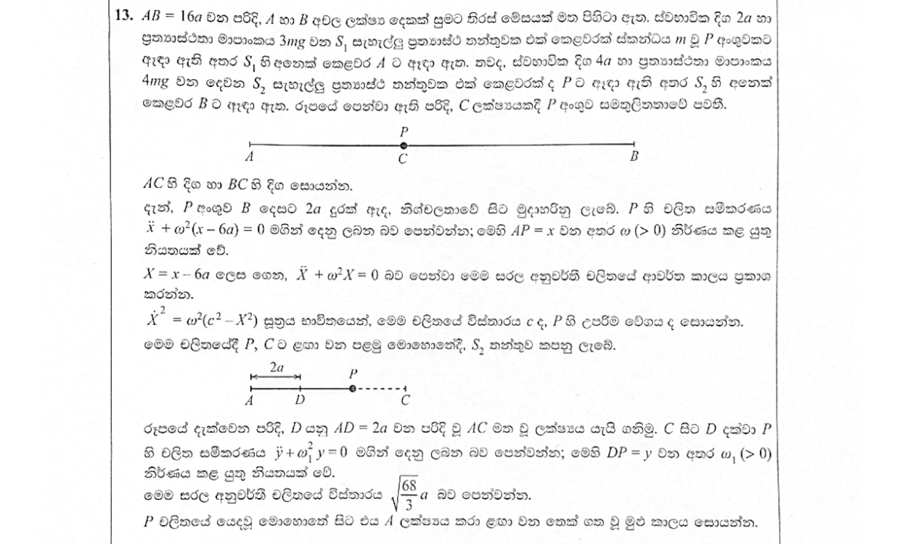 13. AB = 16a වන පරිදි, A හා B අචල ලක්ෂ්‍ය දෙකක් සුමට තිරස් මේසයක් මත පිහිටා ඇත. ස්වභාවික දිග 2a හා
ප්‍රත්‍යාස්ථතා මාපාංකය 3mg වන S₁ සැහැල්ලු ප්‍රත්‍යාස්ථ තන්තුවක එක් කෙළවරක් ස්කන්ධය m වූ P අංශුවකට
ඈඳා ඇති අතර S₁ හි අනෙක් කෙළවර A ට ඈඳා ඇත. තවද, ස්වභාවික දිග 4a හා ප්‍රත්‍යාස්ථතා මාපාංකය
4mg වන දෙවන S₂ සැහැල්ලු ප්‍රත්‍යාස්ථ තන්තුවක එක් කෙළවරක් ද P ට ඈඳා ඇති අතර S₂ හි අනෙක්
කෙළවර B ට ඈඳා ඇත. රූපයේ පෙන්වා ඇති පරිදි, C ලක්ෂ්‍යයකදී P අංශුව සමතුලිතතාවේ පවතී.
P
A C B
AC හි දිග හා BC හි දිග සොයන්න.
දැන්, P අංශුව B දෙසට 2a දුරක් ඇද, නිශ්චලතාවේ සිට මුදාහරිනු ලැබේ. P හි චලිත සමීකරණය
ẍ + ω²(x − 6a) = 0 මගින් දෙනු ලබන බව පෙන්වන්න; මෙහි AP = x වන අතර ω (> 0) නිර්ණය කළ යුතු
නියතයක් වේ.
X = x − 6a ලෙස ගෙන, Ẍ + ω²X = 0 බව පෙන්වා මෙම සරල අනුවර්තී චලිතයේ ආවර්ත කාලය ප්‍රකාශ
කරන්න.
Ẋ² = ω²(c² − X²) සූත්‍රය භාවිතයෙන්, මෙම චලිතයේ විස්තාරය c ද, P හි උපරිම වේගය ද සොයන්න.
මෙම චලිතයේදී P, C ට ළඟා වන පළමු මොහොතේදී, S₂ තන්තුව කපනු ලැබේ.
2a P
A D C
රූපයේ දැක්වෙන පරිදි, D යනු AD = 2a වන පරිදි වූ AC මත වූ ලක්ෂ්‍යය යැයි ගනිමු. C සිට D දක්වා P
හි චලිත සමීකරණය ÿ + ω₁² y = 0 මගින් දෙනු ලබන බව පෙන්වන්න; මෙහි DP = y වන අතර ω₁ (> 0)
නිර්ණය කළ යුතු නියතයක් වේ.
මෙම සරල අනුවර්තී චලිතයේ විස්තාරය √(68/3) a බව පෙන්වන්න.
P චලිතයේ යෙදවූ මොහොතේ සිට එය A ලක්ෂ්‍යය කරා ළඟා වන තෙක් ගත වූ මුළු කාලය සොයන්න.